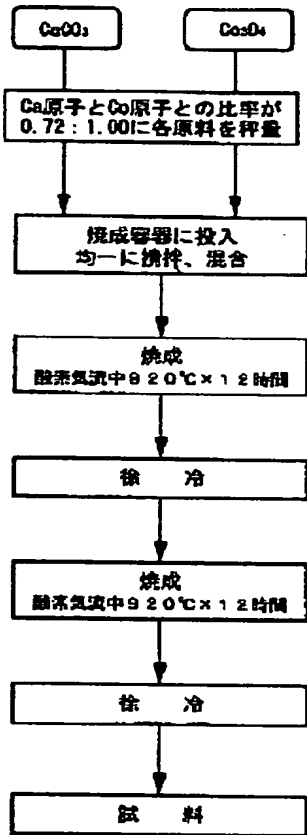 CaCO₃
Co₃O₄
Ca原子とCo原子との比率が
0.72:1.00に各原料を秤量
焼成容器に投入
均一に撹拌、混合
焼成
酸素気流中920℃×12時間
徐 冷
焼成
酸素気流中920℃×12時間
徐 冷
試 料